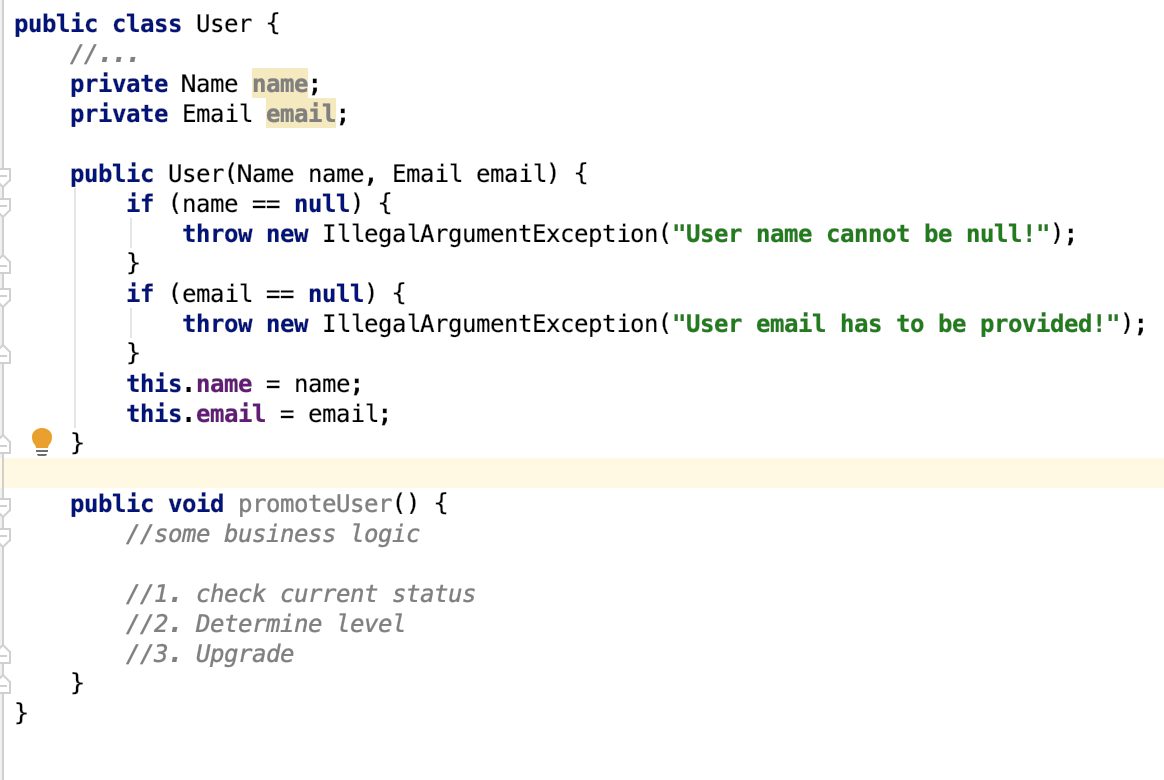 public class User {
    //...
    private Name name;
    private Email email;

    public User(Name name, Email email) {
        if (name == null) {
            throw new IllegalArgumentException("User name cannot be null!");
        }
        if (email == null) {
            throw new IllegalArgumentException("User email has to be provided!");
        }
        this.name = name;
        this.email = email;
    }

    public void promoteUser() {
        //some business logic

        //1. check current status
        //2. Determine level
        //3. Upgrade
    }
}